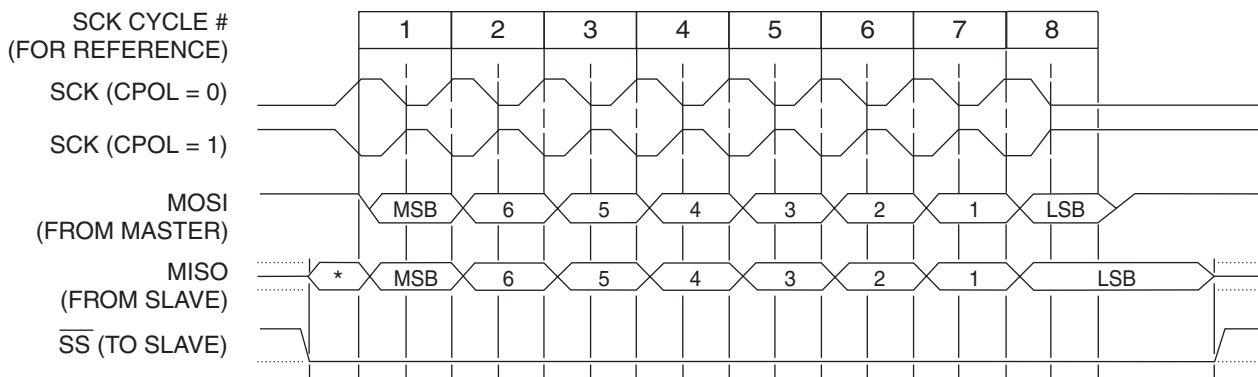 SCK CYCLE #
(FOR REFERENCE)
1 2 3 4 5 6 7 8
SCK (CPOL = 0)
SCK (CPOL = 1)
MOSI
(FROM MASTER)
MSB 6 5 4 3 2 1 LSB
MISO
(FROM SLAVE)
* MSB 6 5 4 3 2 1 LSB
SS (TO SLAVE)